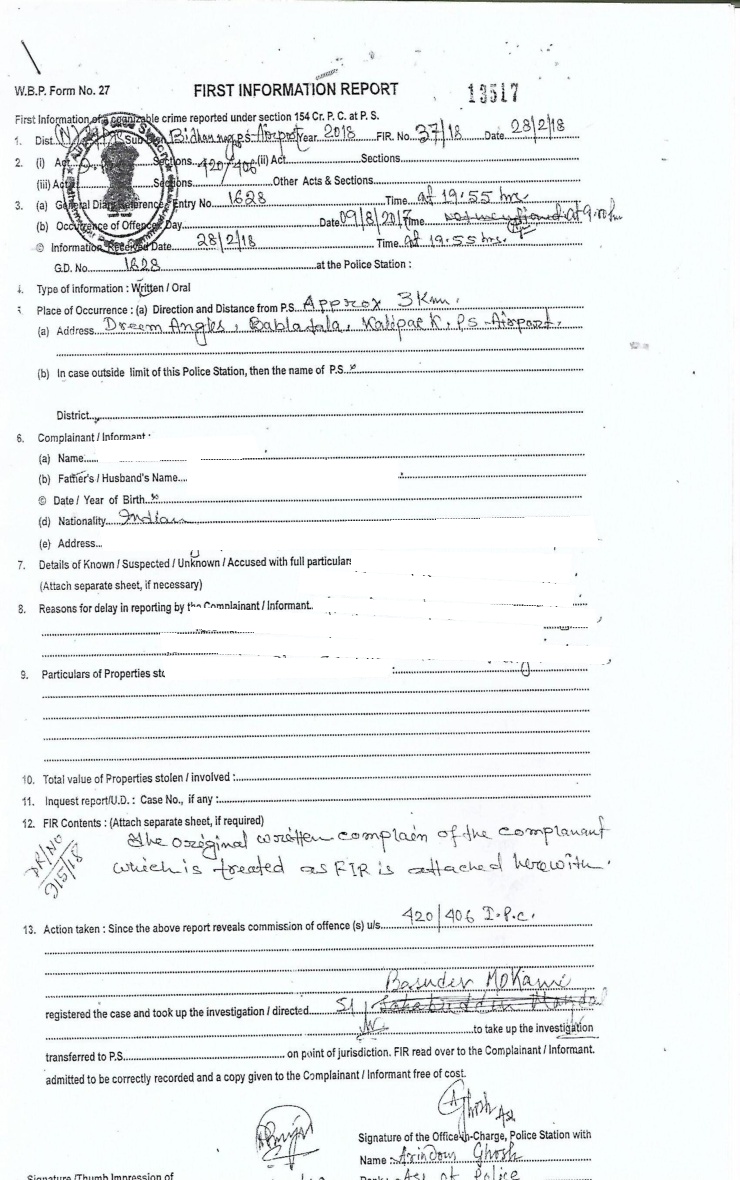 W.B.P. Form No. 27 FIRST INFORMATION REPORT 13517
First Information of a cognizable crime reported under section 154 Cr. P. C. at P. S.
1. Dist. (N) 24 Sub Bidhannagar P.S. Airport Year 2018 FIR. No. 37/18 Date 28/2/18
2. (i) Act Sections 420/406 (ii) Act Sections
(iii) Act Sections Other Acts & Sections
3. (a) General Diary Reference: Entry No. 1628 Time at 19:55 hrs.
(b) Occurrence of Offence: Day Date 09/8/2017 Time at 9:00 hrs
© Information Received Date 28/2/18 Time at 19:55 hrs.
G.D. No. 1628 at the Police Station :
4. Type of information : Written / Oral
5. Place of Occurrence : (a) Direction and Distance from P.S. Approx 3 Km.
(a) Address Dreem Angles, Bablatala, Kalipark, PS - Airport.
(b) In case outside limit of this Police Station, then the name of P.S. x
District
6. Complainant / Informant :
(a) Name
(b) Father's / Husband's Name
© Date / Year of Birth x
(d) Nationality Indian
(e) Address
7. Details of Known / Suspected / Unknown / Accused with full particulars
(Attach separate sheet, if necessary)
8. Reasons for delay in reporting by the Complainant / Informant.
9. Particulars of Properties
10. Total value of Properties stolen / involved :
11. Inquest report/U.D. : Case No., if any :
12. FIR Contents : (Attach separate sheet, if required)
The original written complain of the complanant
which is treated as FIR is attached herewith.
DR/No
9/5/18
13. Action taken : Since the above report reveals commission of offence (s) u/s. 420/406 I.P.C.
Basudev Mokami
registered the case and took up the investigation / directed SI
to take up the investigation
transferred to P.S. on point of jurisdiction. FIR read over to the Complainant / Informant.
admitted to be correctly recorded and a copy given to the Complainant / Informant free of cost.
AGhosh ASI
Signature of the Office-in-Charge, Police Station with
Name : Arindom Ghosh
Signature /Thumb Impression of
ASI of Police